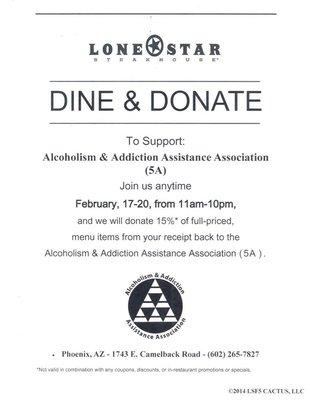 LONE STAR
STEAKHOUSE®
DINE & DONATE
To Support:
Alcoholism & Addiction Assistance Association
(5A)
Join us anytime
February, 17-20, from 11am-10pm,
and we will donate 15%* of full-priced,
menu items from your receipt back to the
Alcoholism & Addiction Assistance Association (5A).
Alcoholism & Addiction
Assistance Association
• Phoenix, AZ - 1743 E. Camelback Road - (602) 265-7827
*Not valid in combination with any coupons, discounts, or in-restaurant promotions or specials.
©2014 LSF5 CACTUS, LLC